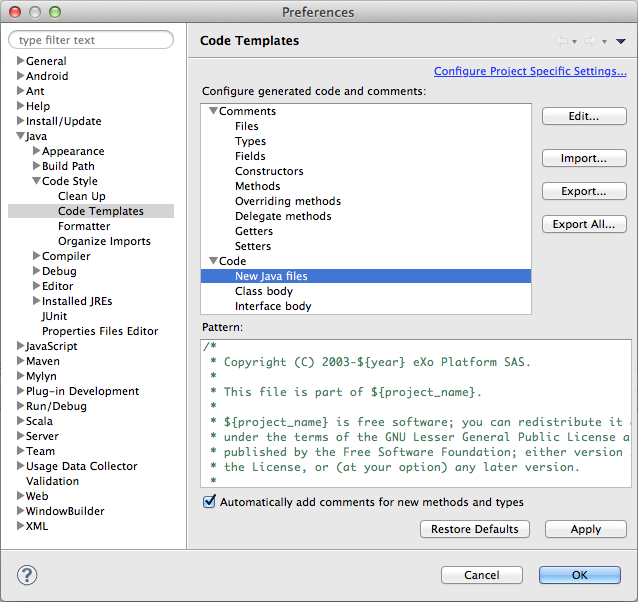 Preferences
type filter text
General
Android
Ant
Help
Install/Update
Java
Appearance
Build Path
Code Style
Clean Up
Code Templates
Formatter
Organize Imports
Compiler
Debug
Editor
Installed JREs
JUnit
Properties Files Editor
JavaScript
Maven
Mylyn
Plug-in Development
Run/Debug
Scala
Server
Team
Usage Data Collector
Validation
Web
WindowBuilder
XML
Code Templates
Configure Project Specific Settings...
Configure generated code and comments:
Comments
Files
Types
Fields
Constructors
Methods
Overriding methods
Delegate methods
Getters
Setters
Code
New Java files
Class body
Interface body
Edit...
Import...
Export...
Export All...
Pattern:
/*
* Copyright (C) 2003-${year} eXo Platform SAS.
*
* This file is part of ${project_name}.
*
* ${project_name} is free software; you can redistribute it
* under the terms of the GNU Lesser General Public License a
* published by the Free Software Foundation; either version
* the License, or (at your option) any later version.
*
Automatically add comments for new methods and types
Restore Defaults
Apply
?
Cancel
OK